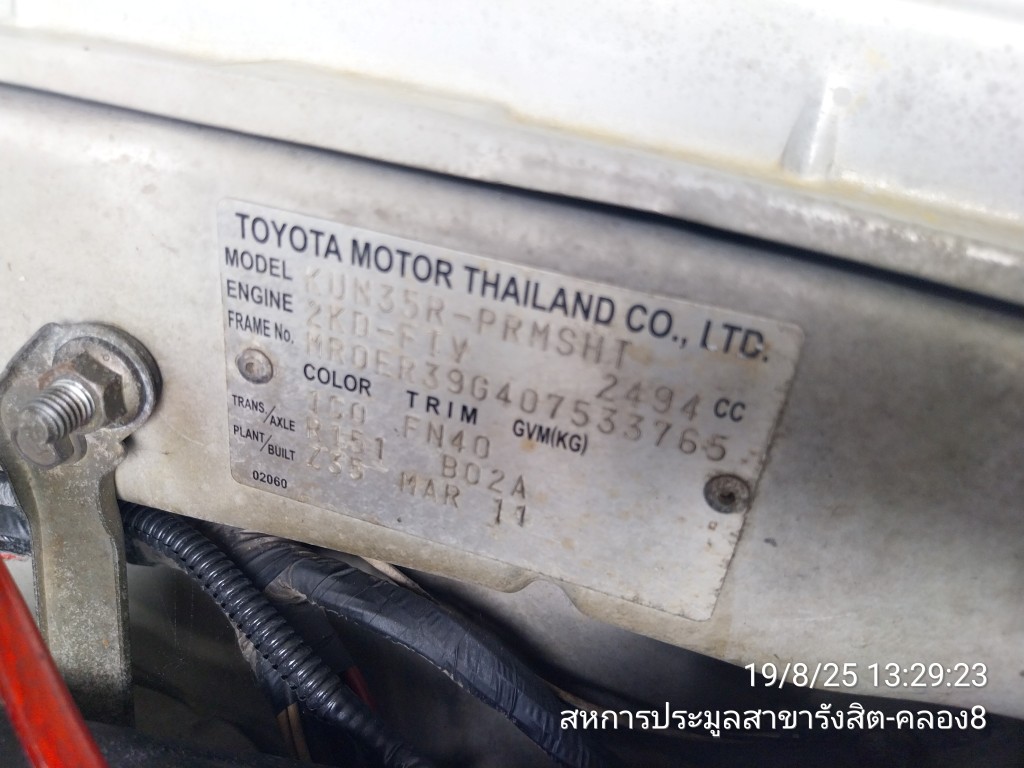 TOYOTA MOTOR THAILAND CO., LTD.
MODEL KUN35R-PRMSHT
ENGINE 2KD-FTV 2494 CC
FRAME No. MR0ER39G407533765
COLOR TRIM GVM(KG)
FN40
TRANS./AXLE R151 B02A
PLANT/BUILT Z35 MAR 11
02060
19/8/25 13:29:23
สหการประมูลสาขารังสิต-คลอง8